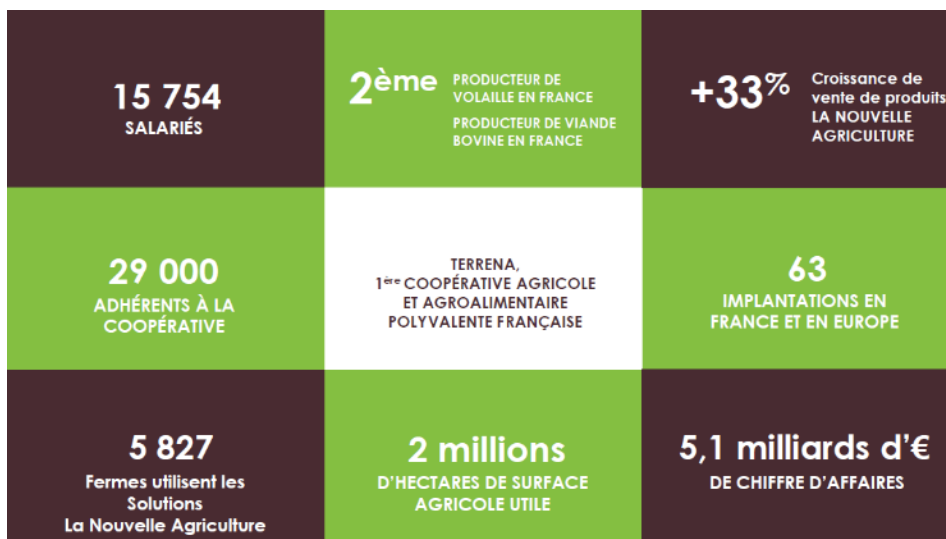 15 754
SALARIÉS
2ème
PRODUCTEUR DE
VOLAILLE EN FRANCE
PRODUCTEUR DE VIANDE
BOVINE EN FRANCE
+33%
Croissance de
vente de produits
LA NOUVELLE
AGRICULTURE
29 000
ADHÉRENTS À LA
COOPÉRATIVE
TERRENA,
1ère COOPÉRATIVE AGRICOLE
ET AGROALIMENTAIRE
POLYVALENTE FRANÇAISE
63
IMPLANTATIONS EN
FRANCE ET EN EUROPE
5 827
Fermes utilisent les
Solutions
La Nouvelle Agriculture
2 millions
D'HECTARES DE SURFACE
AGRICOLE UTILE
5,1 milliards d'€
DE CHIFFRE D'AFFAIRES